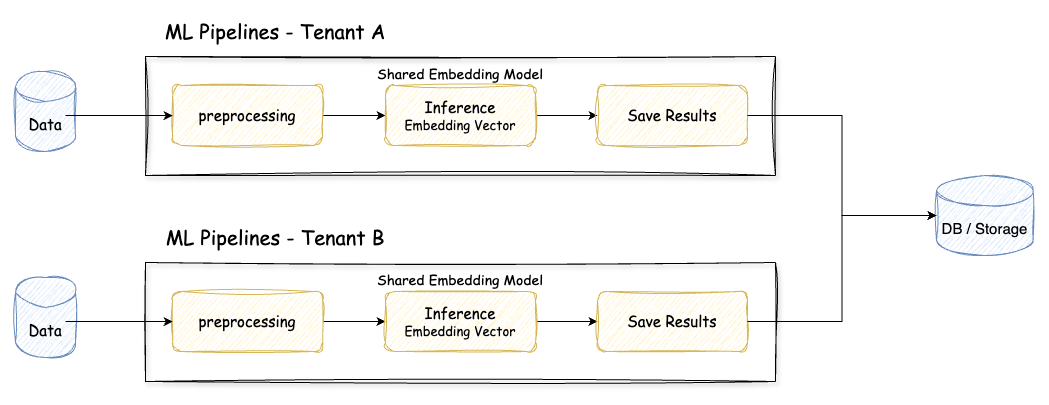 ML Pipelines - Tenant A
Shared Embedding Model
Data
preprocessing
Inference
Embedding Vector
Save Results
DB / Storage
ML Pipelines - Tenant B
Shared Embedding Model
Data
preprocessing
Inference
Embedding Vector
Save Results